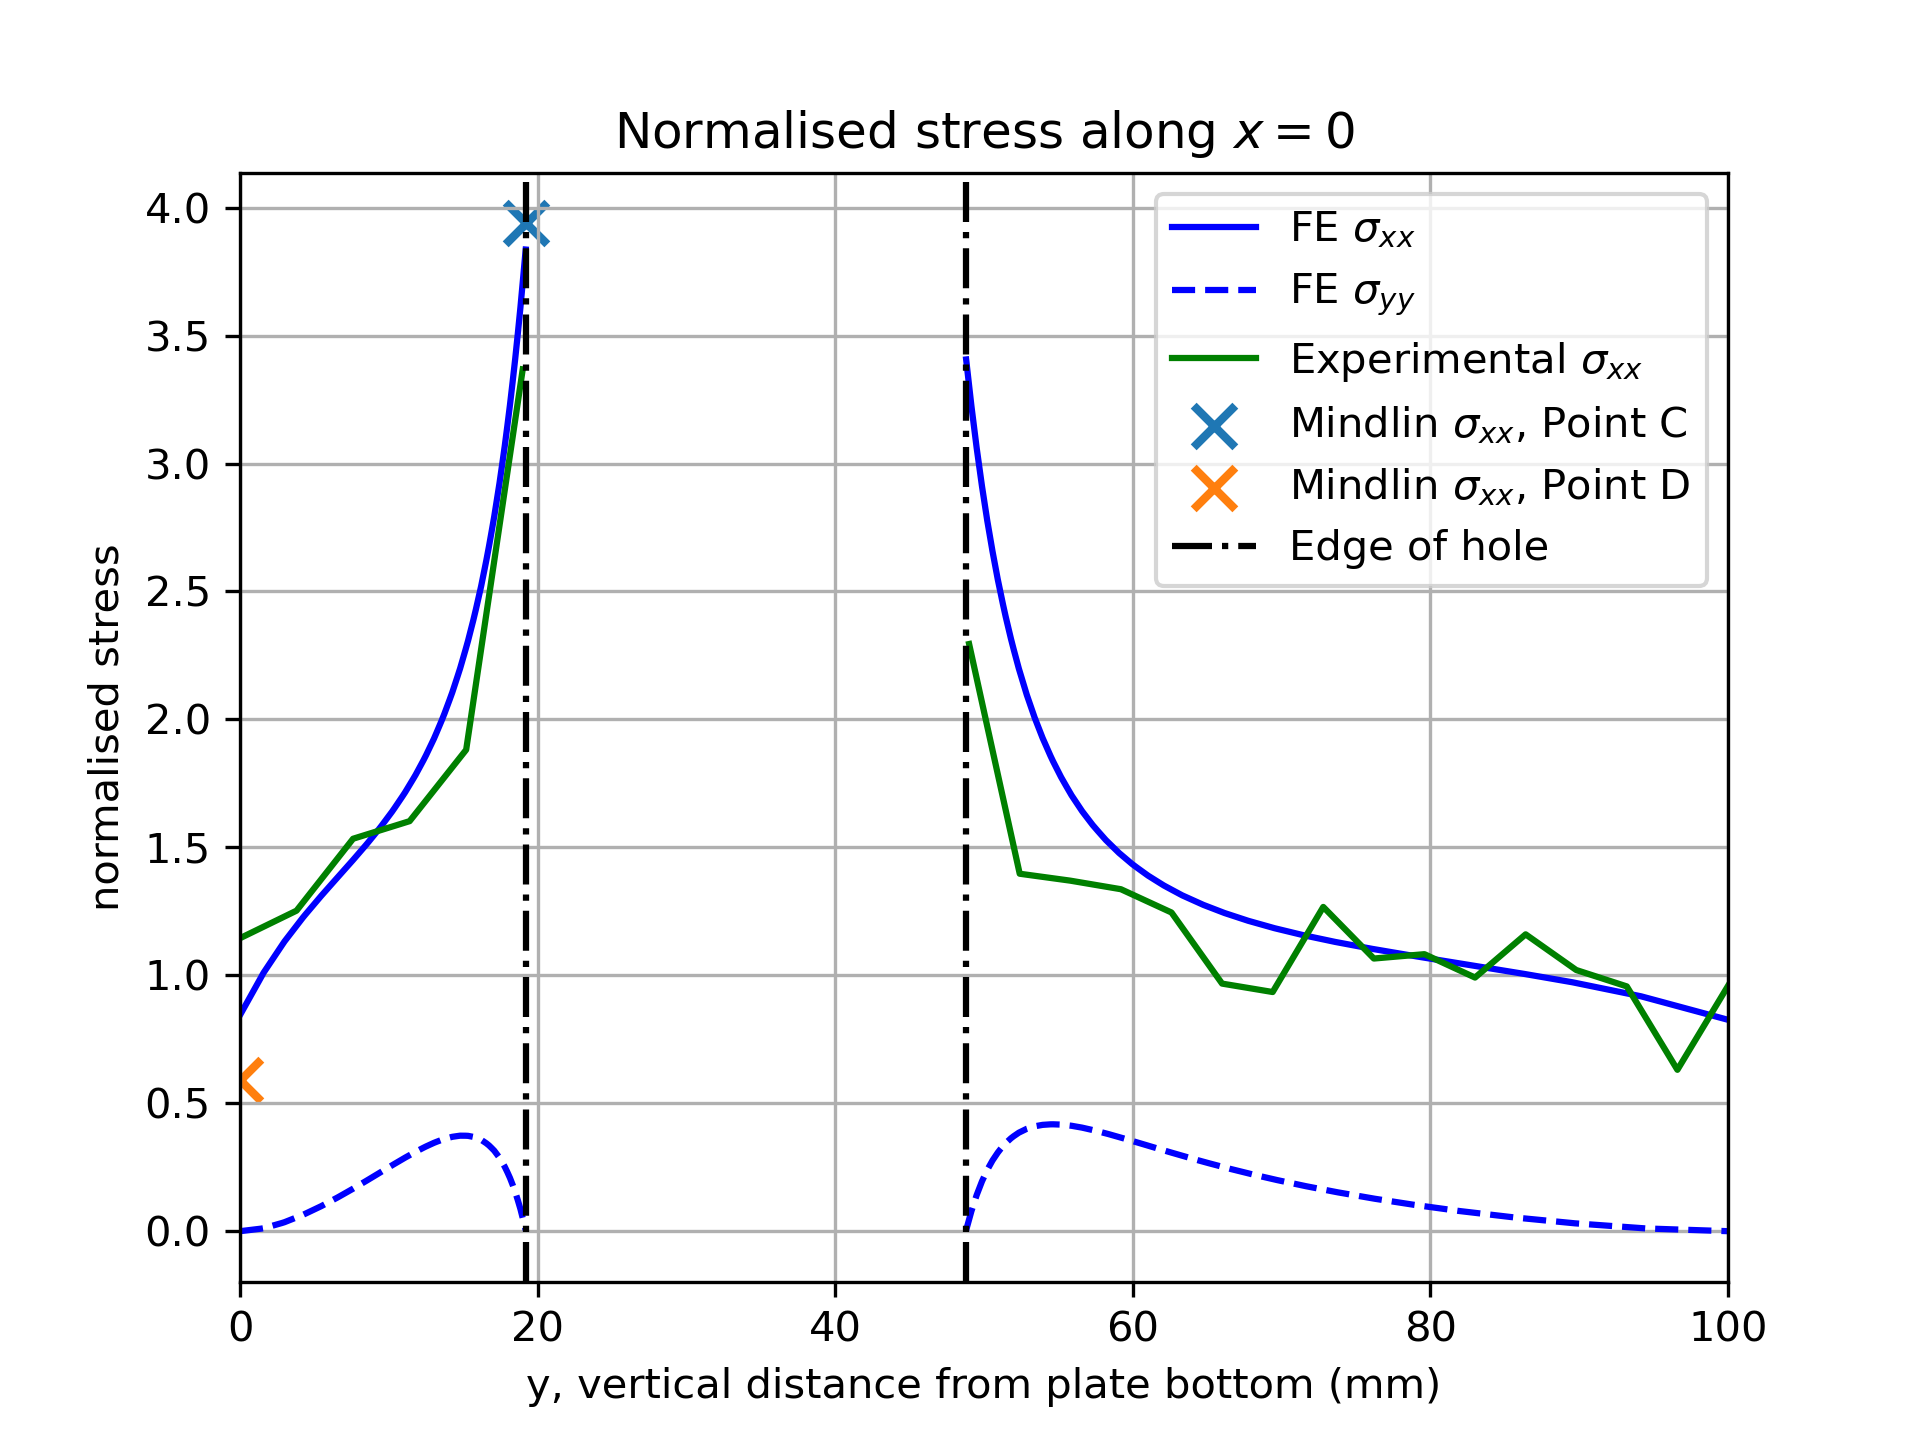 Normalised stress along x = 0
4.0
3.5
3.0
2.5
2.0
1.5
1.0
0.5
0.0
normalised stress
FE σxx
FE σyy
Experimental σxx
Mindlin σxx, Point C
Mindlin σxx, Point D
Edge of hole
0 20 40 60 80 100
y, vertical distance from plate bottom (mm)